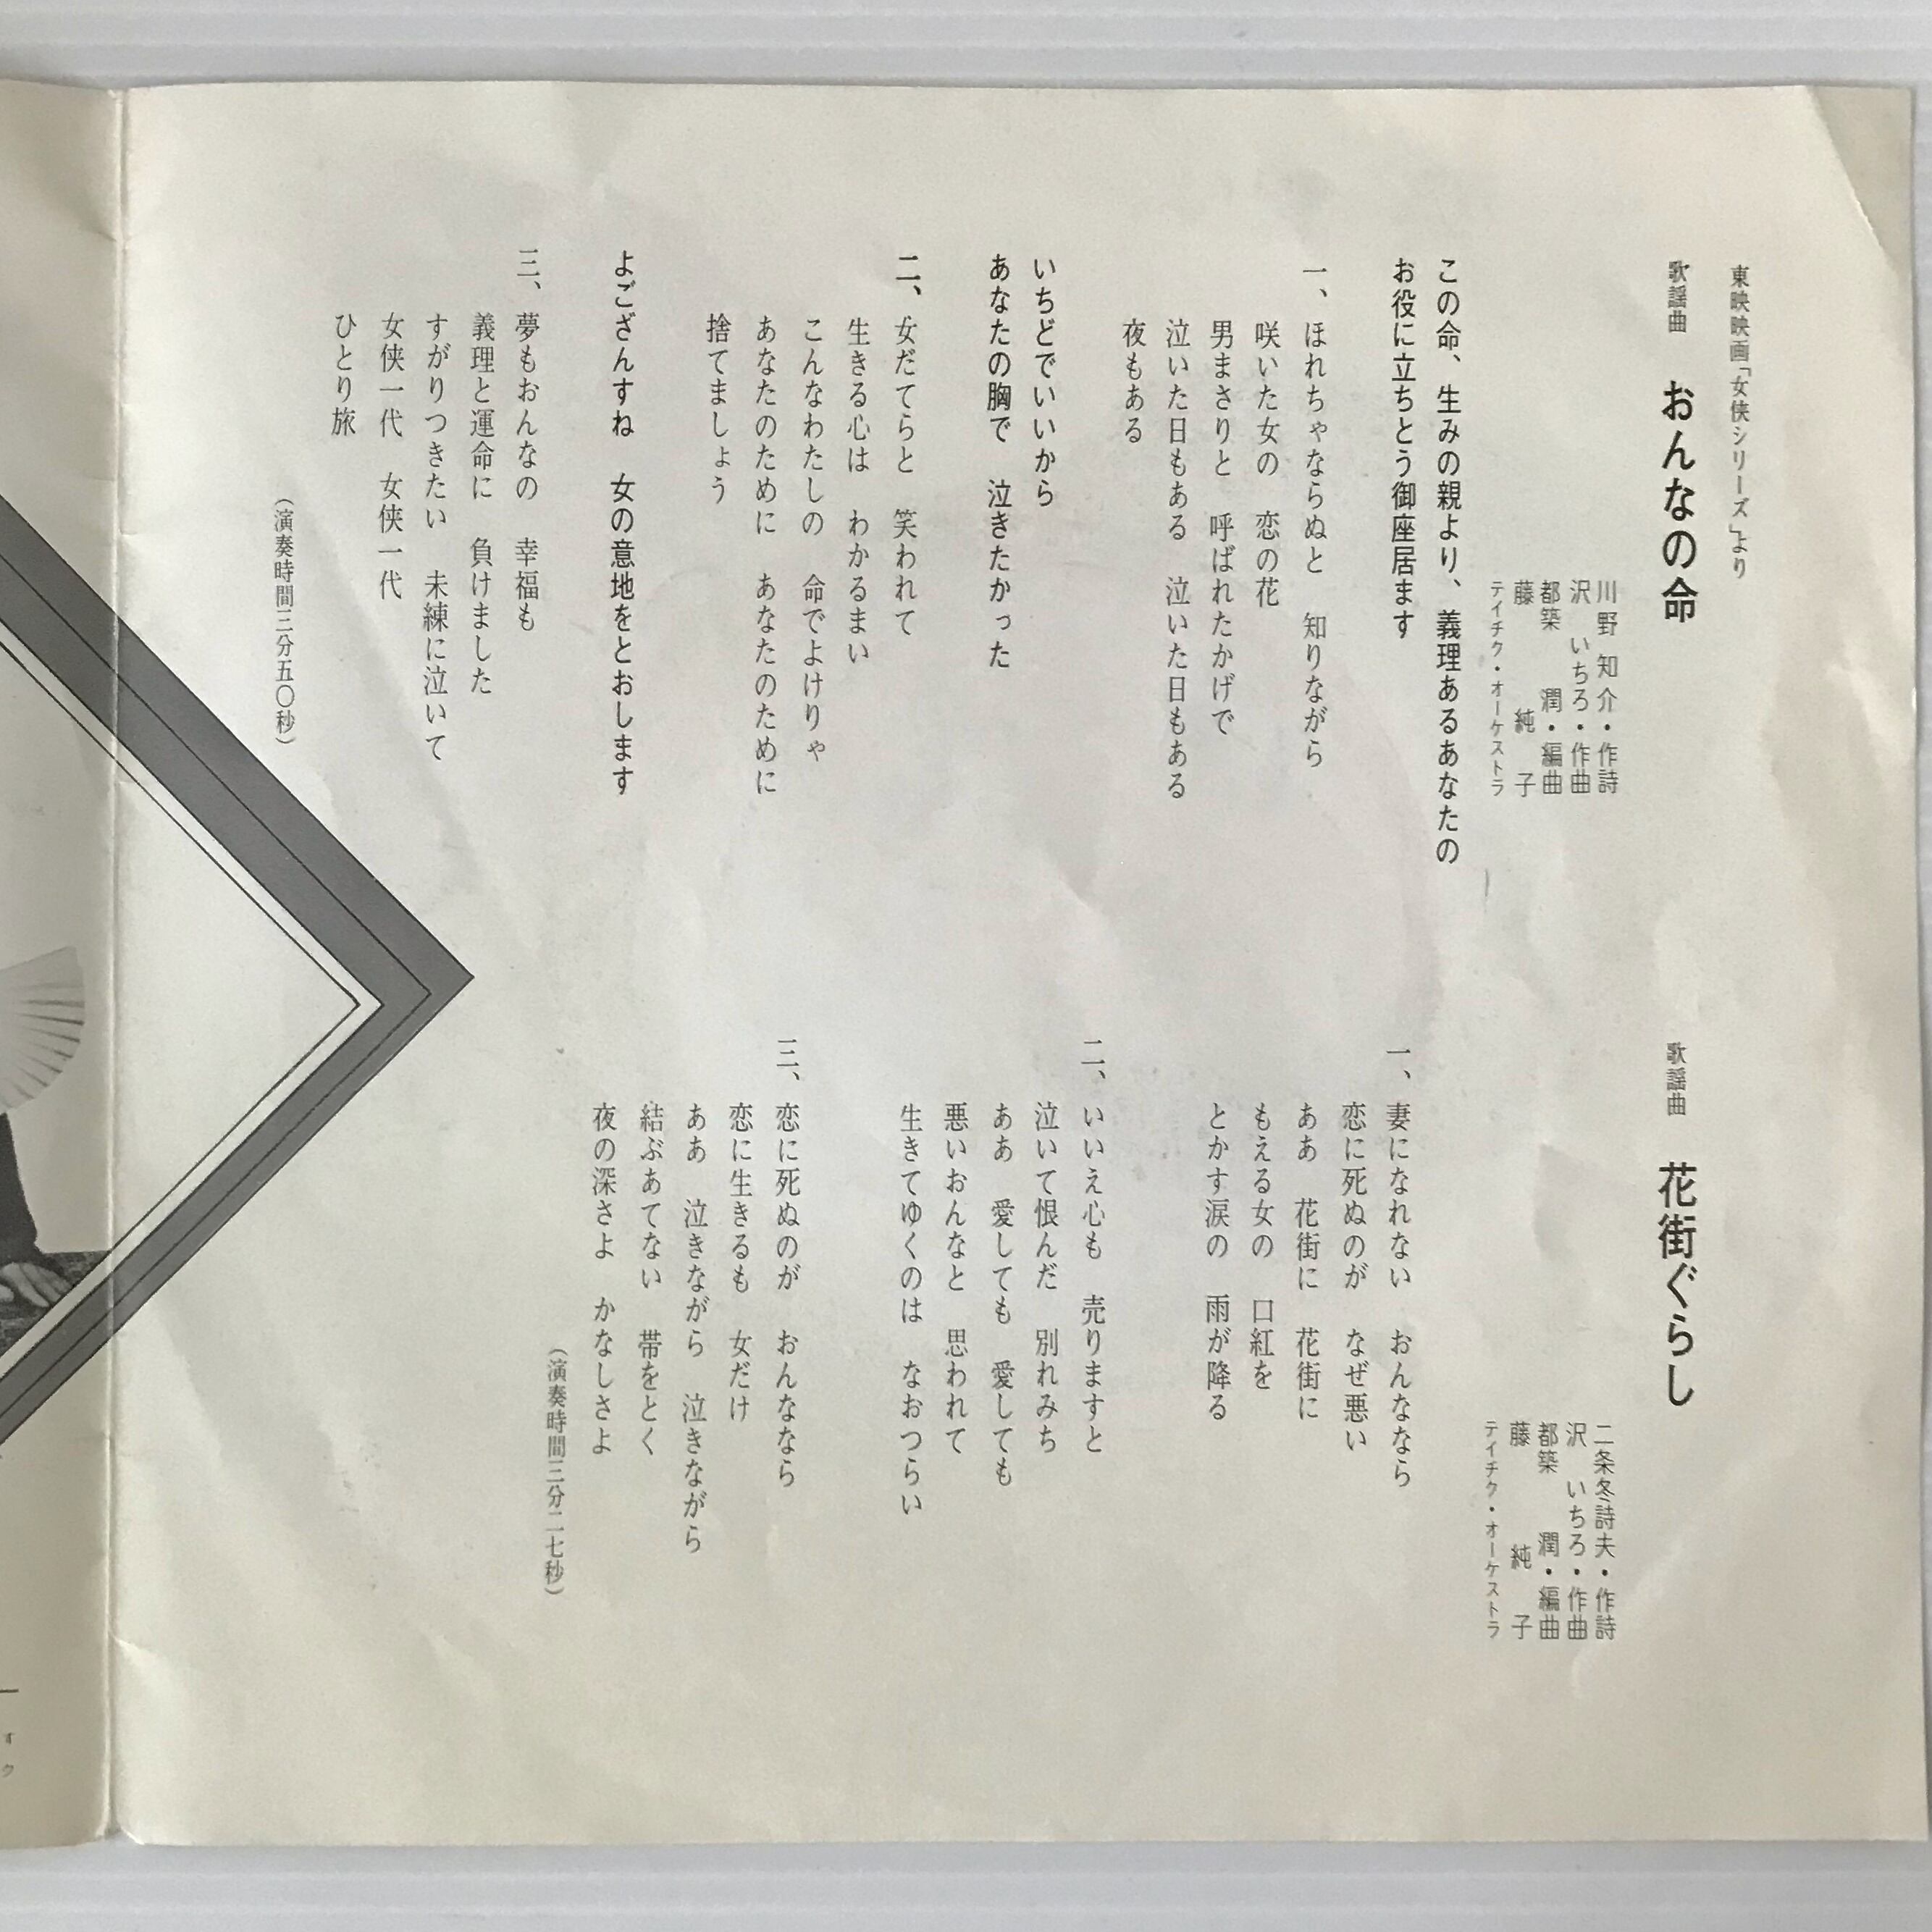 東映映画「女侠シリーズ」より
歌謡曲　おんなの命
川野知介・作詩
沢いちろ・作曲
都築潤・編曲
藤純子
テイチク・オーケストラ
この命、生みの親より、義理あるあなたの
お役に立ちとう御座居ます
一、ほれちゃならぬと　知りながら
咲いた女の　恋の花
男まさりと　呼ばれたかげで
泣いた日もある　泣いた日もある
夜もある
いちどでいいから
あなたの胸で　泣きたかった
二、女だてらと　笑われて
生きる心は　わかるまい
こんなわたしの　命でよけりゃ
あなたのために　あなたのために
捨てましょう
よござんすね　女の意地をとおします
三、夢もおんなの　幸福も
義理と運命に　負けました
すがりつきたい　未練に泣いて
女侠一代　女侠一代
ひとり旅
（演奏時間三分五〇秒）
歌謡曲　花街ぐらし
二条冬詩夫・作詩
沢いちろ・作曲
都築潤・編曲
藤純子
テイチク・オーケストラ
一、妻になれない　おんななら
恋に死ぬのが　なぜ悪い
ああ　花街に　花街に
もえる女の　口紅を
とかす涙の　雨が降る
二、いいえ心も　売りますと
泣いて恨んだ　別れみち
ああ　愛しても　愛しても
悪いおんなと　思われて
生きてゆくのは　なおつらい
三、恋に死ぬのが　おんななら
恋に生きるも　女だけ
ああ　泣きながら　泣きながら
結ぶあてない　帯をとく
夜の深さよ　かなしさよ
（演奏時間三分二七秒）